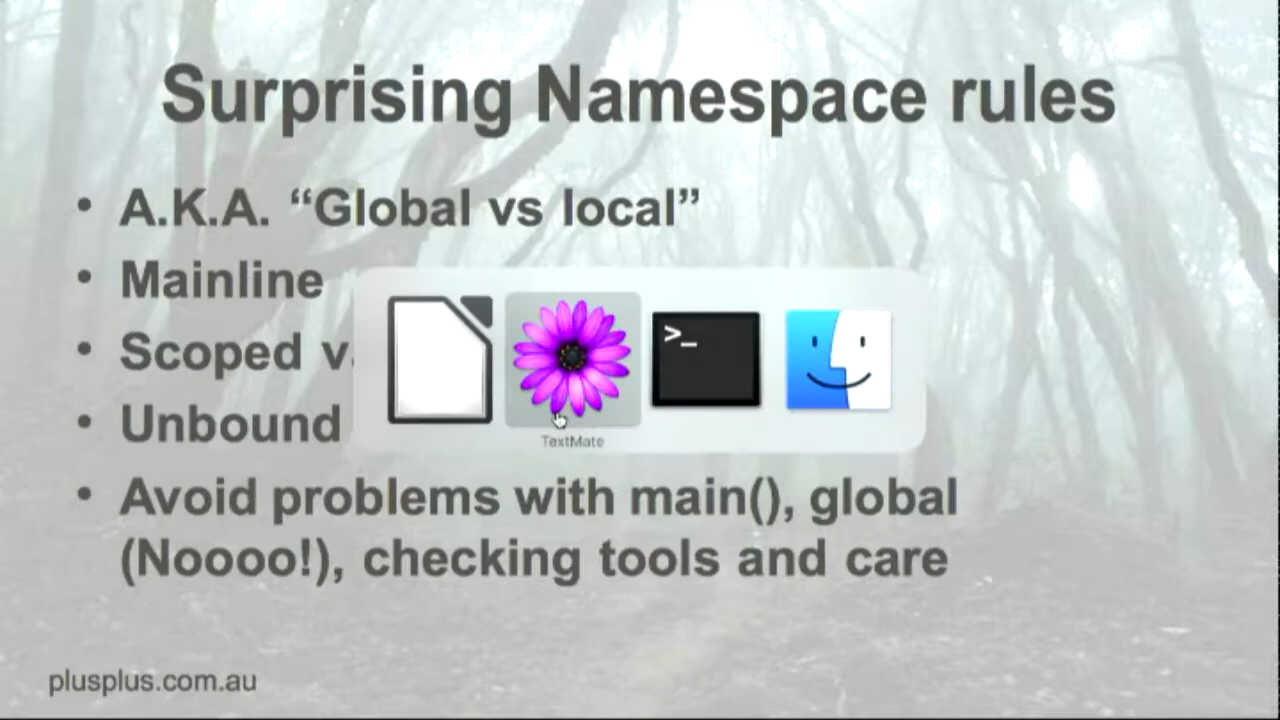 Surprising Namespace rules
• A.K.A. “Global vs local”
• Mainline
• Scoped
• Unbound
>_
TextMate
• Avoid problems with main(), global
(Noooo!), checking tools and care
plusplus.com.au